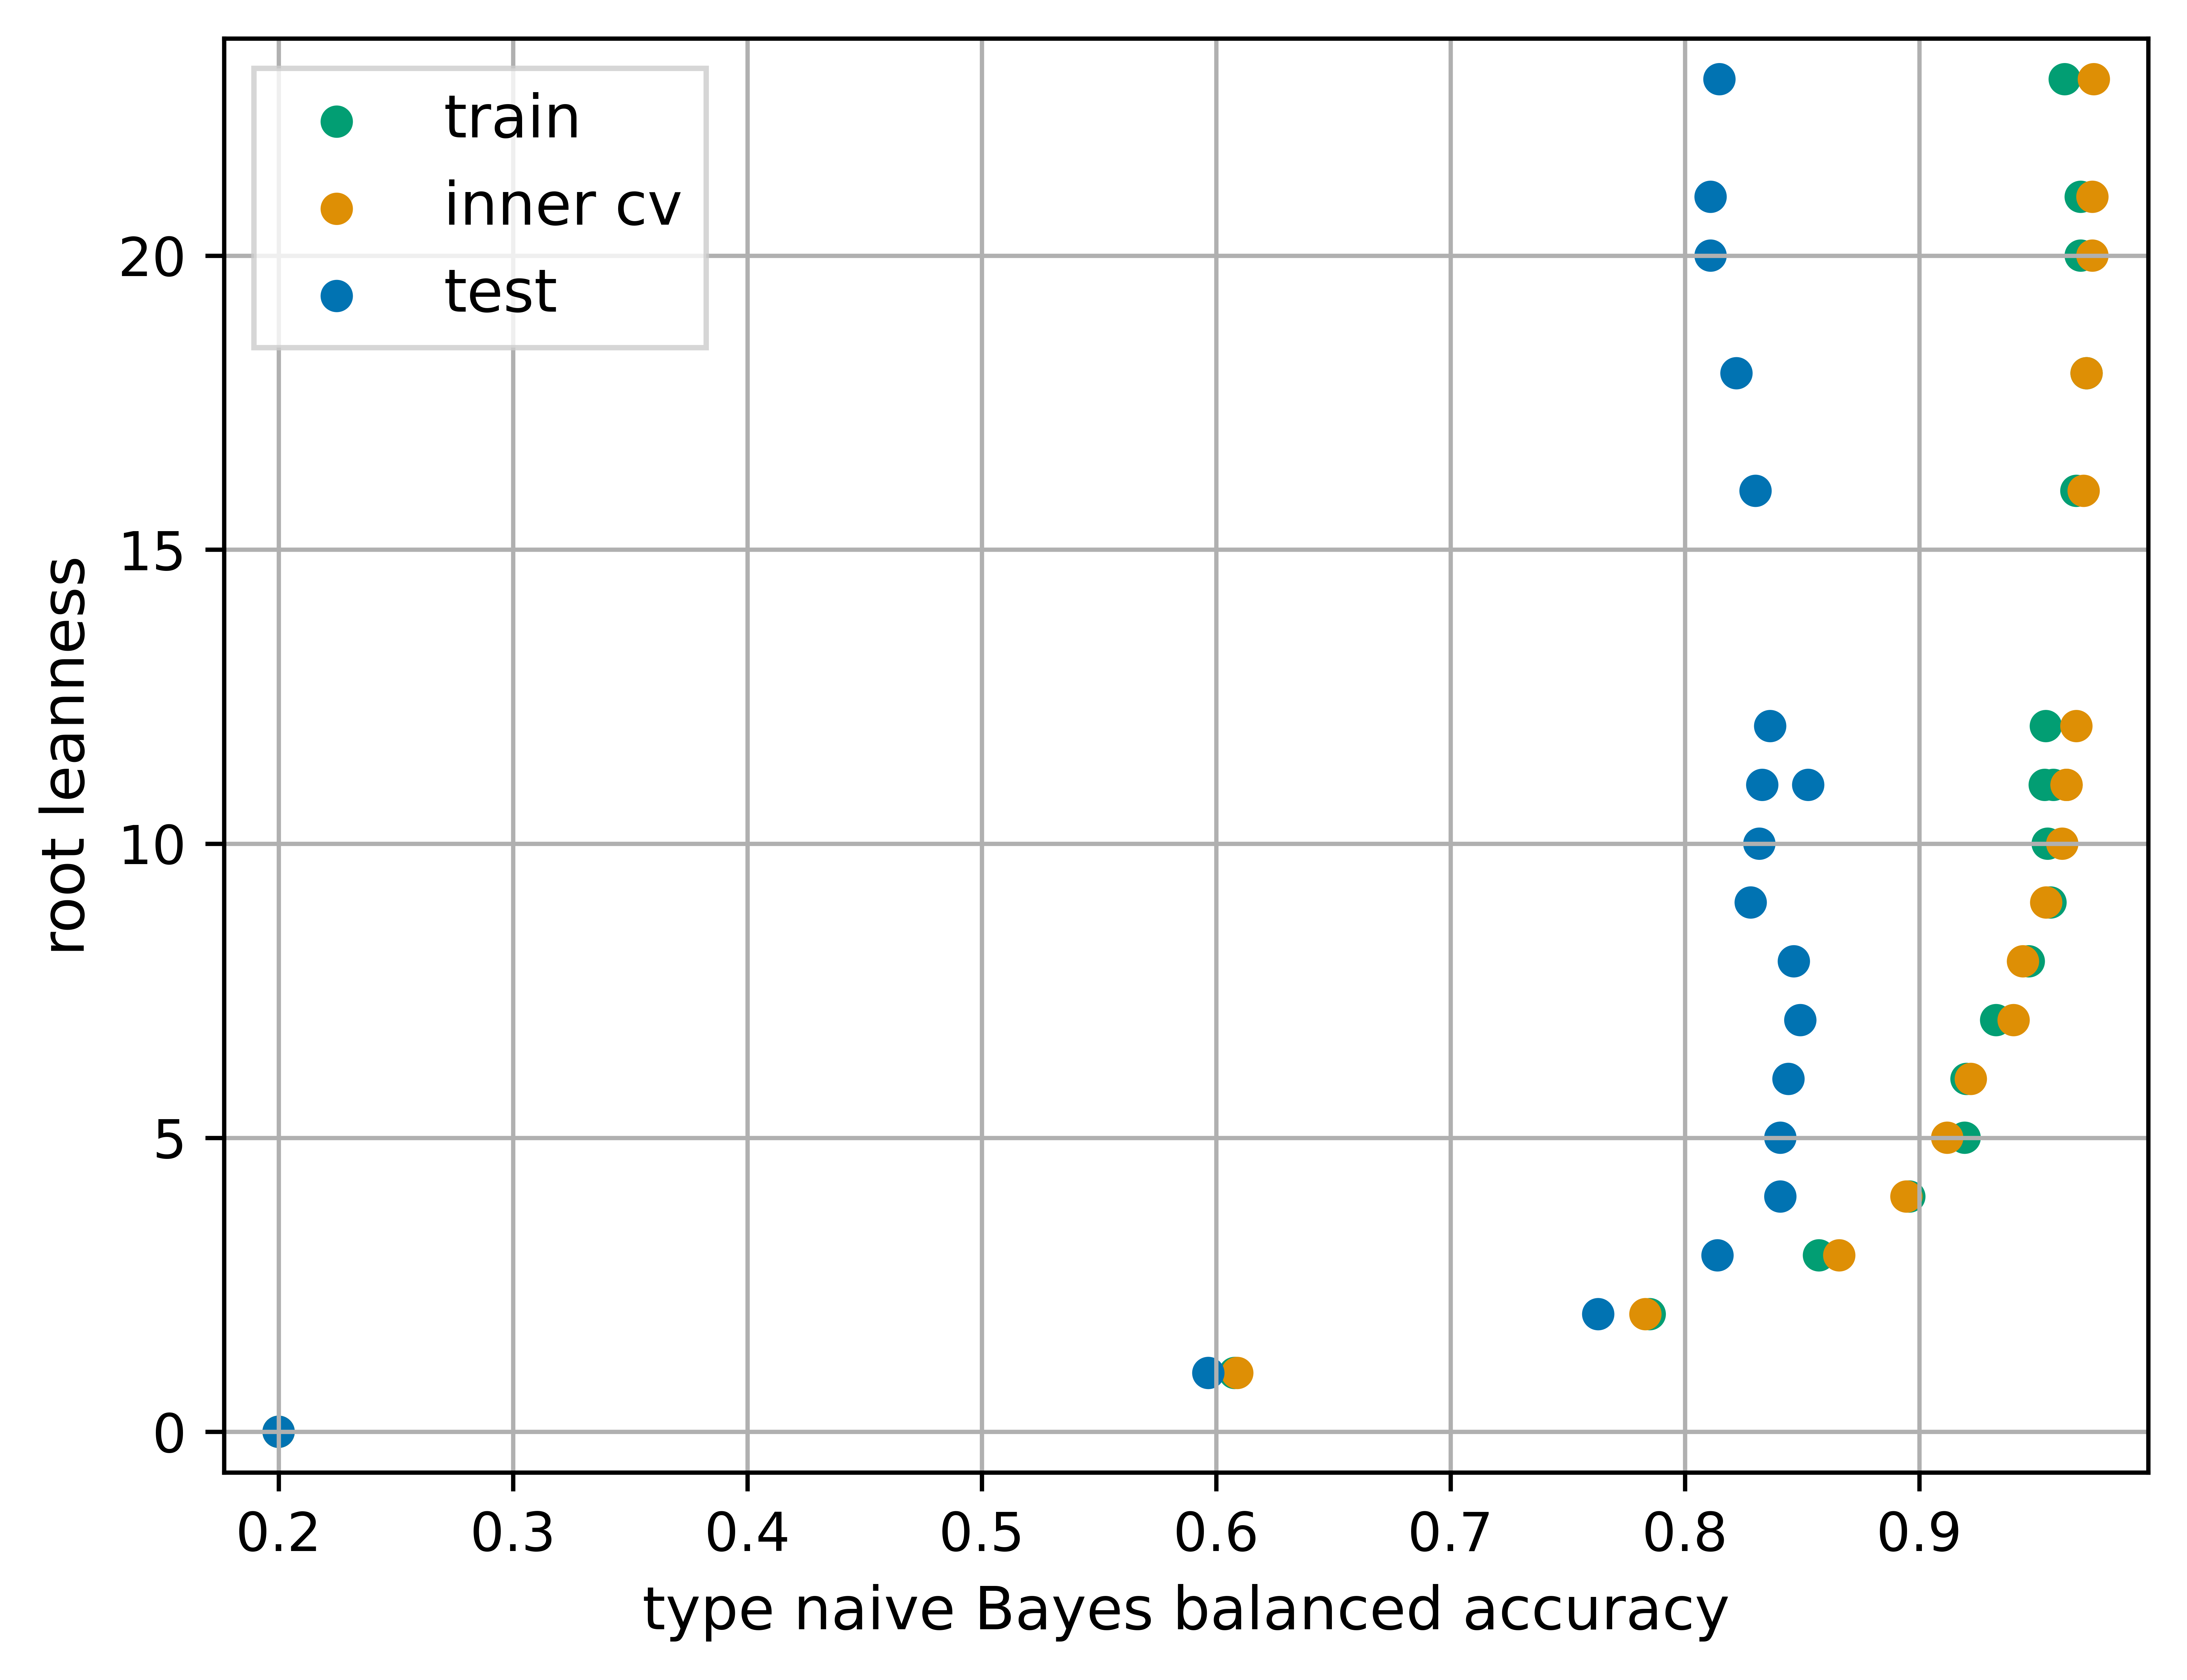 train
inner cv
test
root leanness
20
15
10
5
0
0.2 0.3 0.4 0.5 0.6 0.7 0.8 0.9
type naive Bayes balanced accuracy